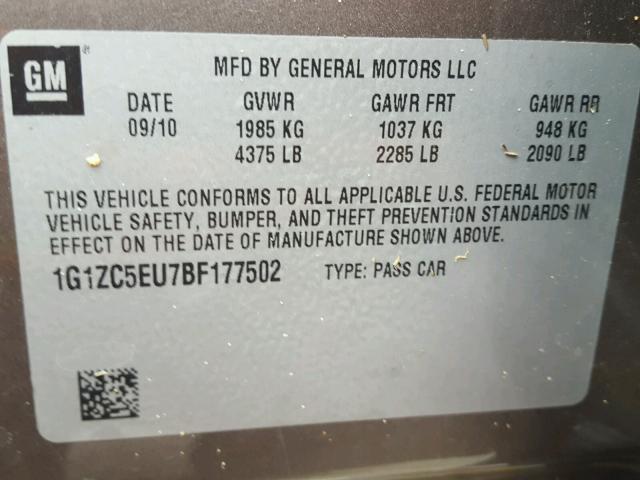 GM
MFD BY GENERAL MOTORS LLC
DATE GVWR GAWR FRT GAWR RR
09/10 1985 KG 1037 KG 948 KG
4375 LB 2285 LB 2090 LB
THIS VEHICLE CONFORMS TO ALL APPLICABLE U.S. FEDERAL MOTOR
VEHICLE SAFETY, BUMPER, AND THEFT PREVENTION STANDARDS IN
EFFECT ON THE DATE OF MANUFACTURE SHOWN ABOVE.
1G1ZC5EU7BF177502 TYPE: PASS CAR